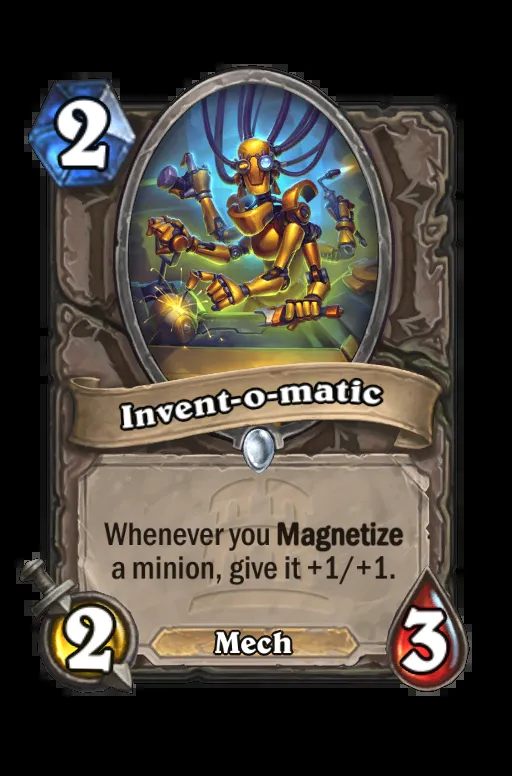 2
Invent-o-matic
Whenever you Magnetize
a minion, give it +1/+1.
2
Mech
3